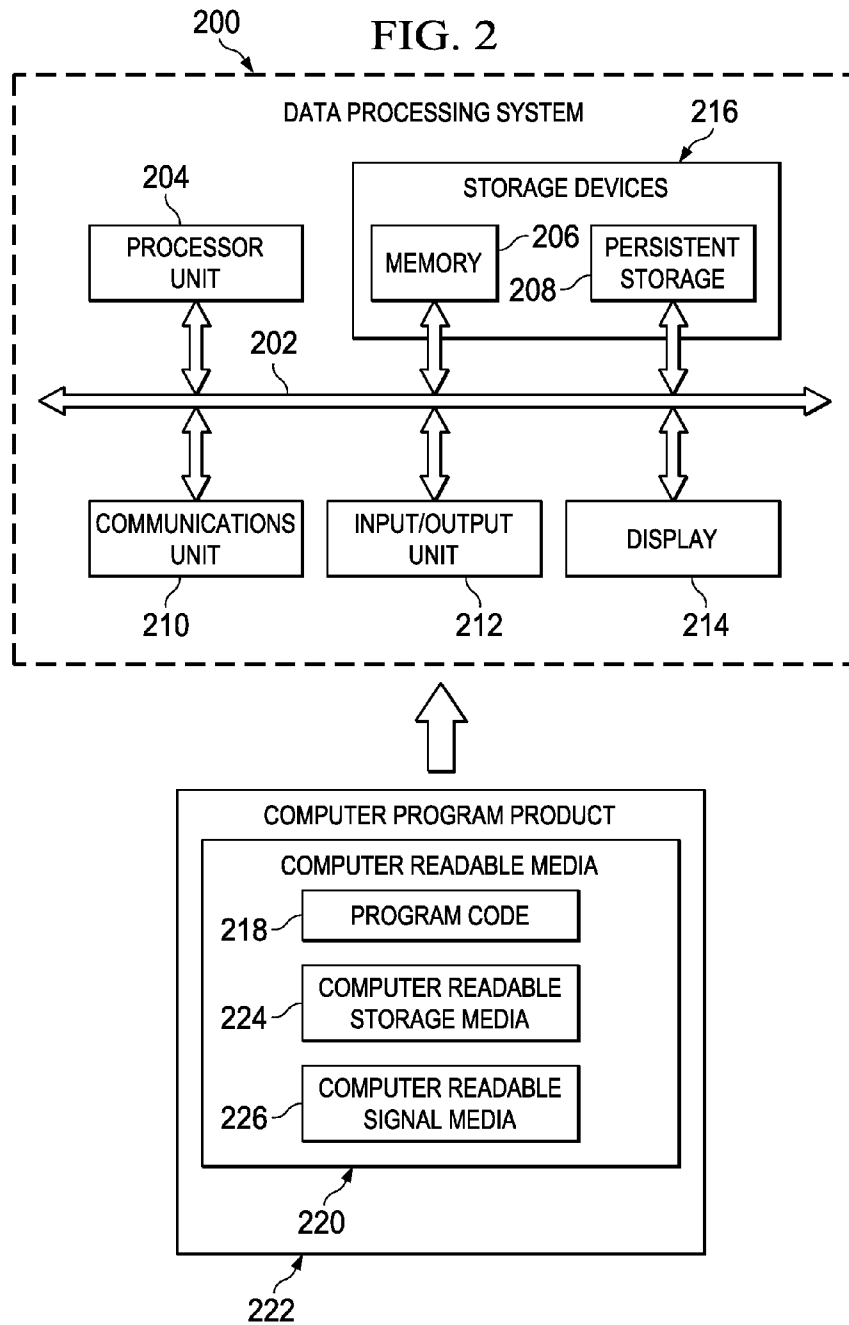 FIG. 2
200
DATA PROCESSING SYSTEM
216
STORAGE DEVICES
204
PROCESSOR
UNIT
206
MEMORY
208
PERSISTENT
STORAGE
202
COMMUNICATIONS
UNIT
INPUT/OUTPUT
UNIT
DISPLAY
210
212
214
COMPUTER PROGRAM PRODUCT
COMPUTER READABLE MEDIA
218
PROGRAM CODE
224
COMPUTER READABLE
STORAGE MEDIA
226
COMPUTER READABLE
SIGNAL MEDIA
220
222